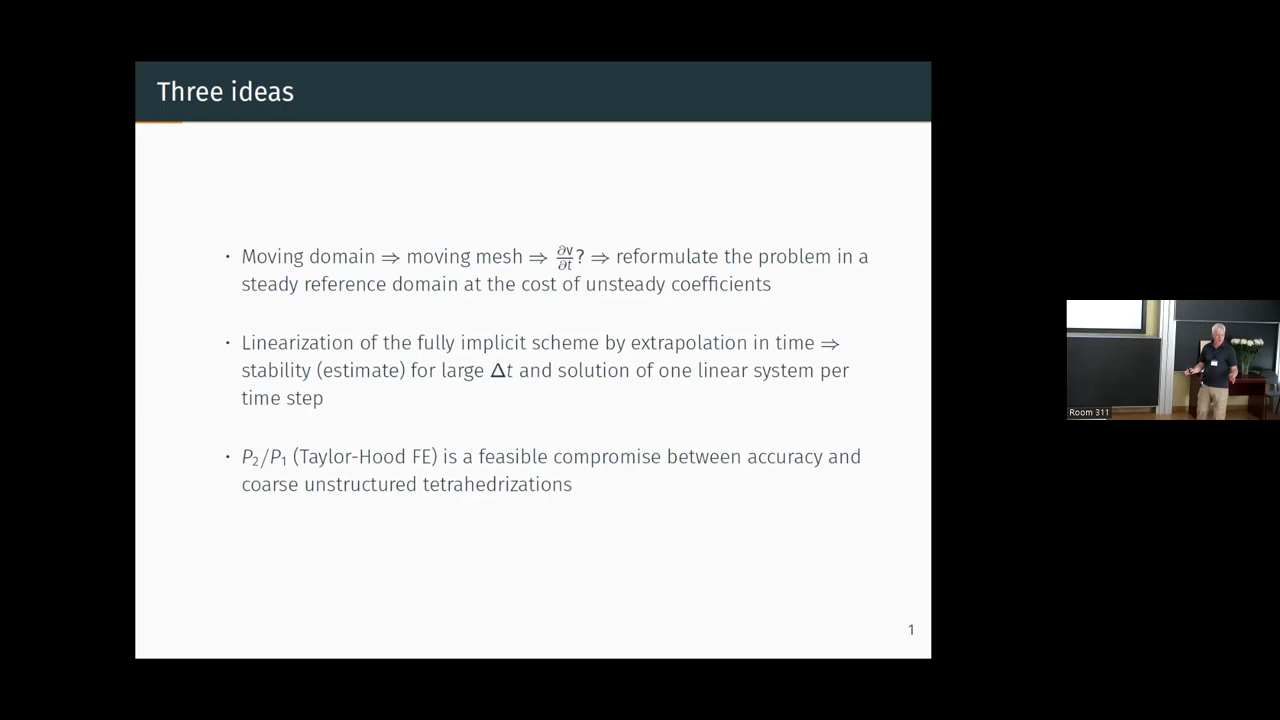 Three ideas
· Moving domain ⇒ moving mesh ⇒ ∂v/∂t? ⇒ reformulate the problem in a
steady reference domain at the cost of unsteady coefficients
· Linearization of the fully implicit scheme by extrapolation in time ⇒
stability (estimate) for large Δt and solution of one linear system per
time step
· P₂/P₁ (Taylor-Hood FE) is a feasible compromise between accuracy and
coarse unstructured tetrahedrizations
1
Room 311